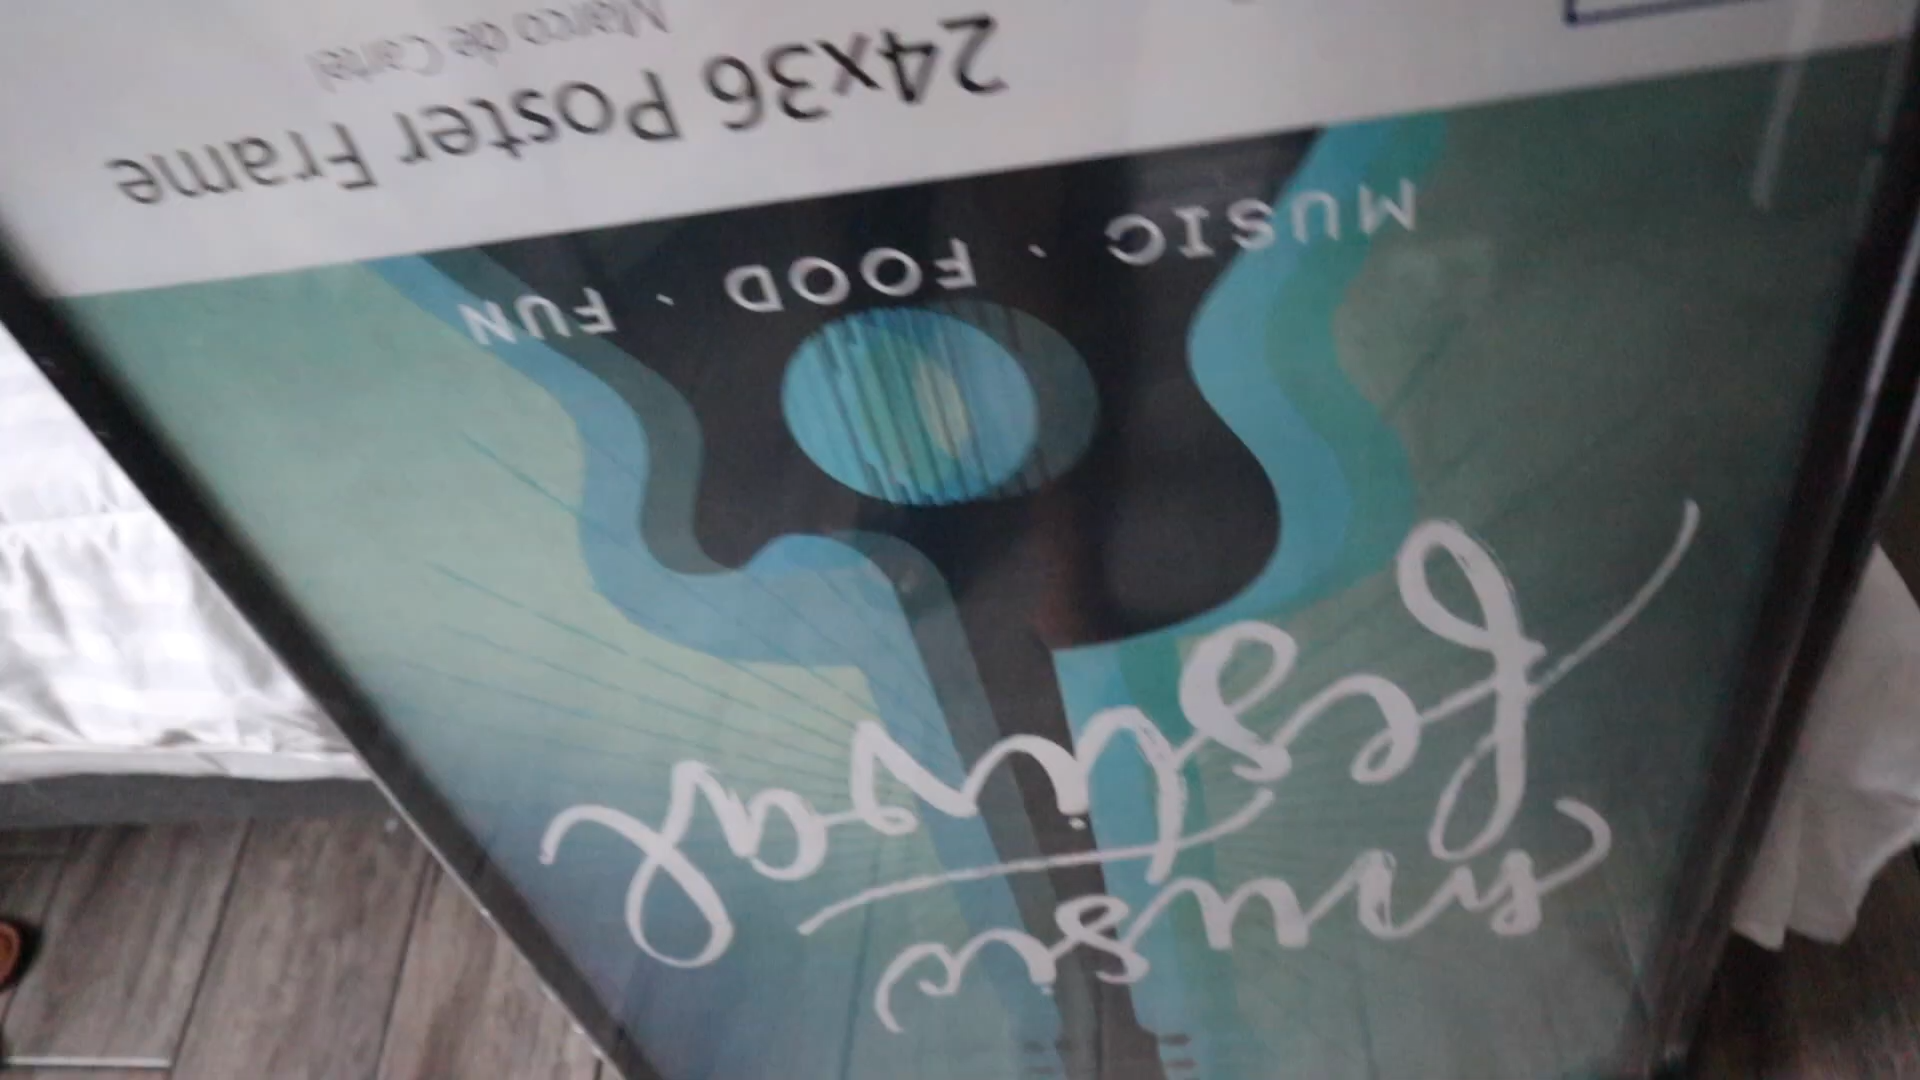 music
festival
MUSIC · FOOD · FUN
24x36 Poster Frame
Marco de Cartel